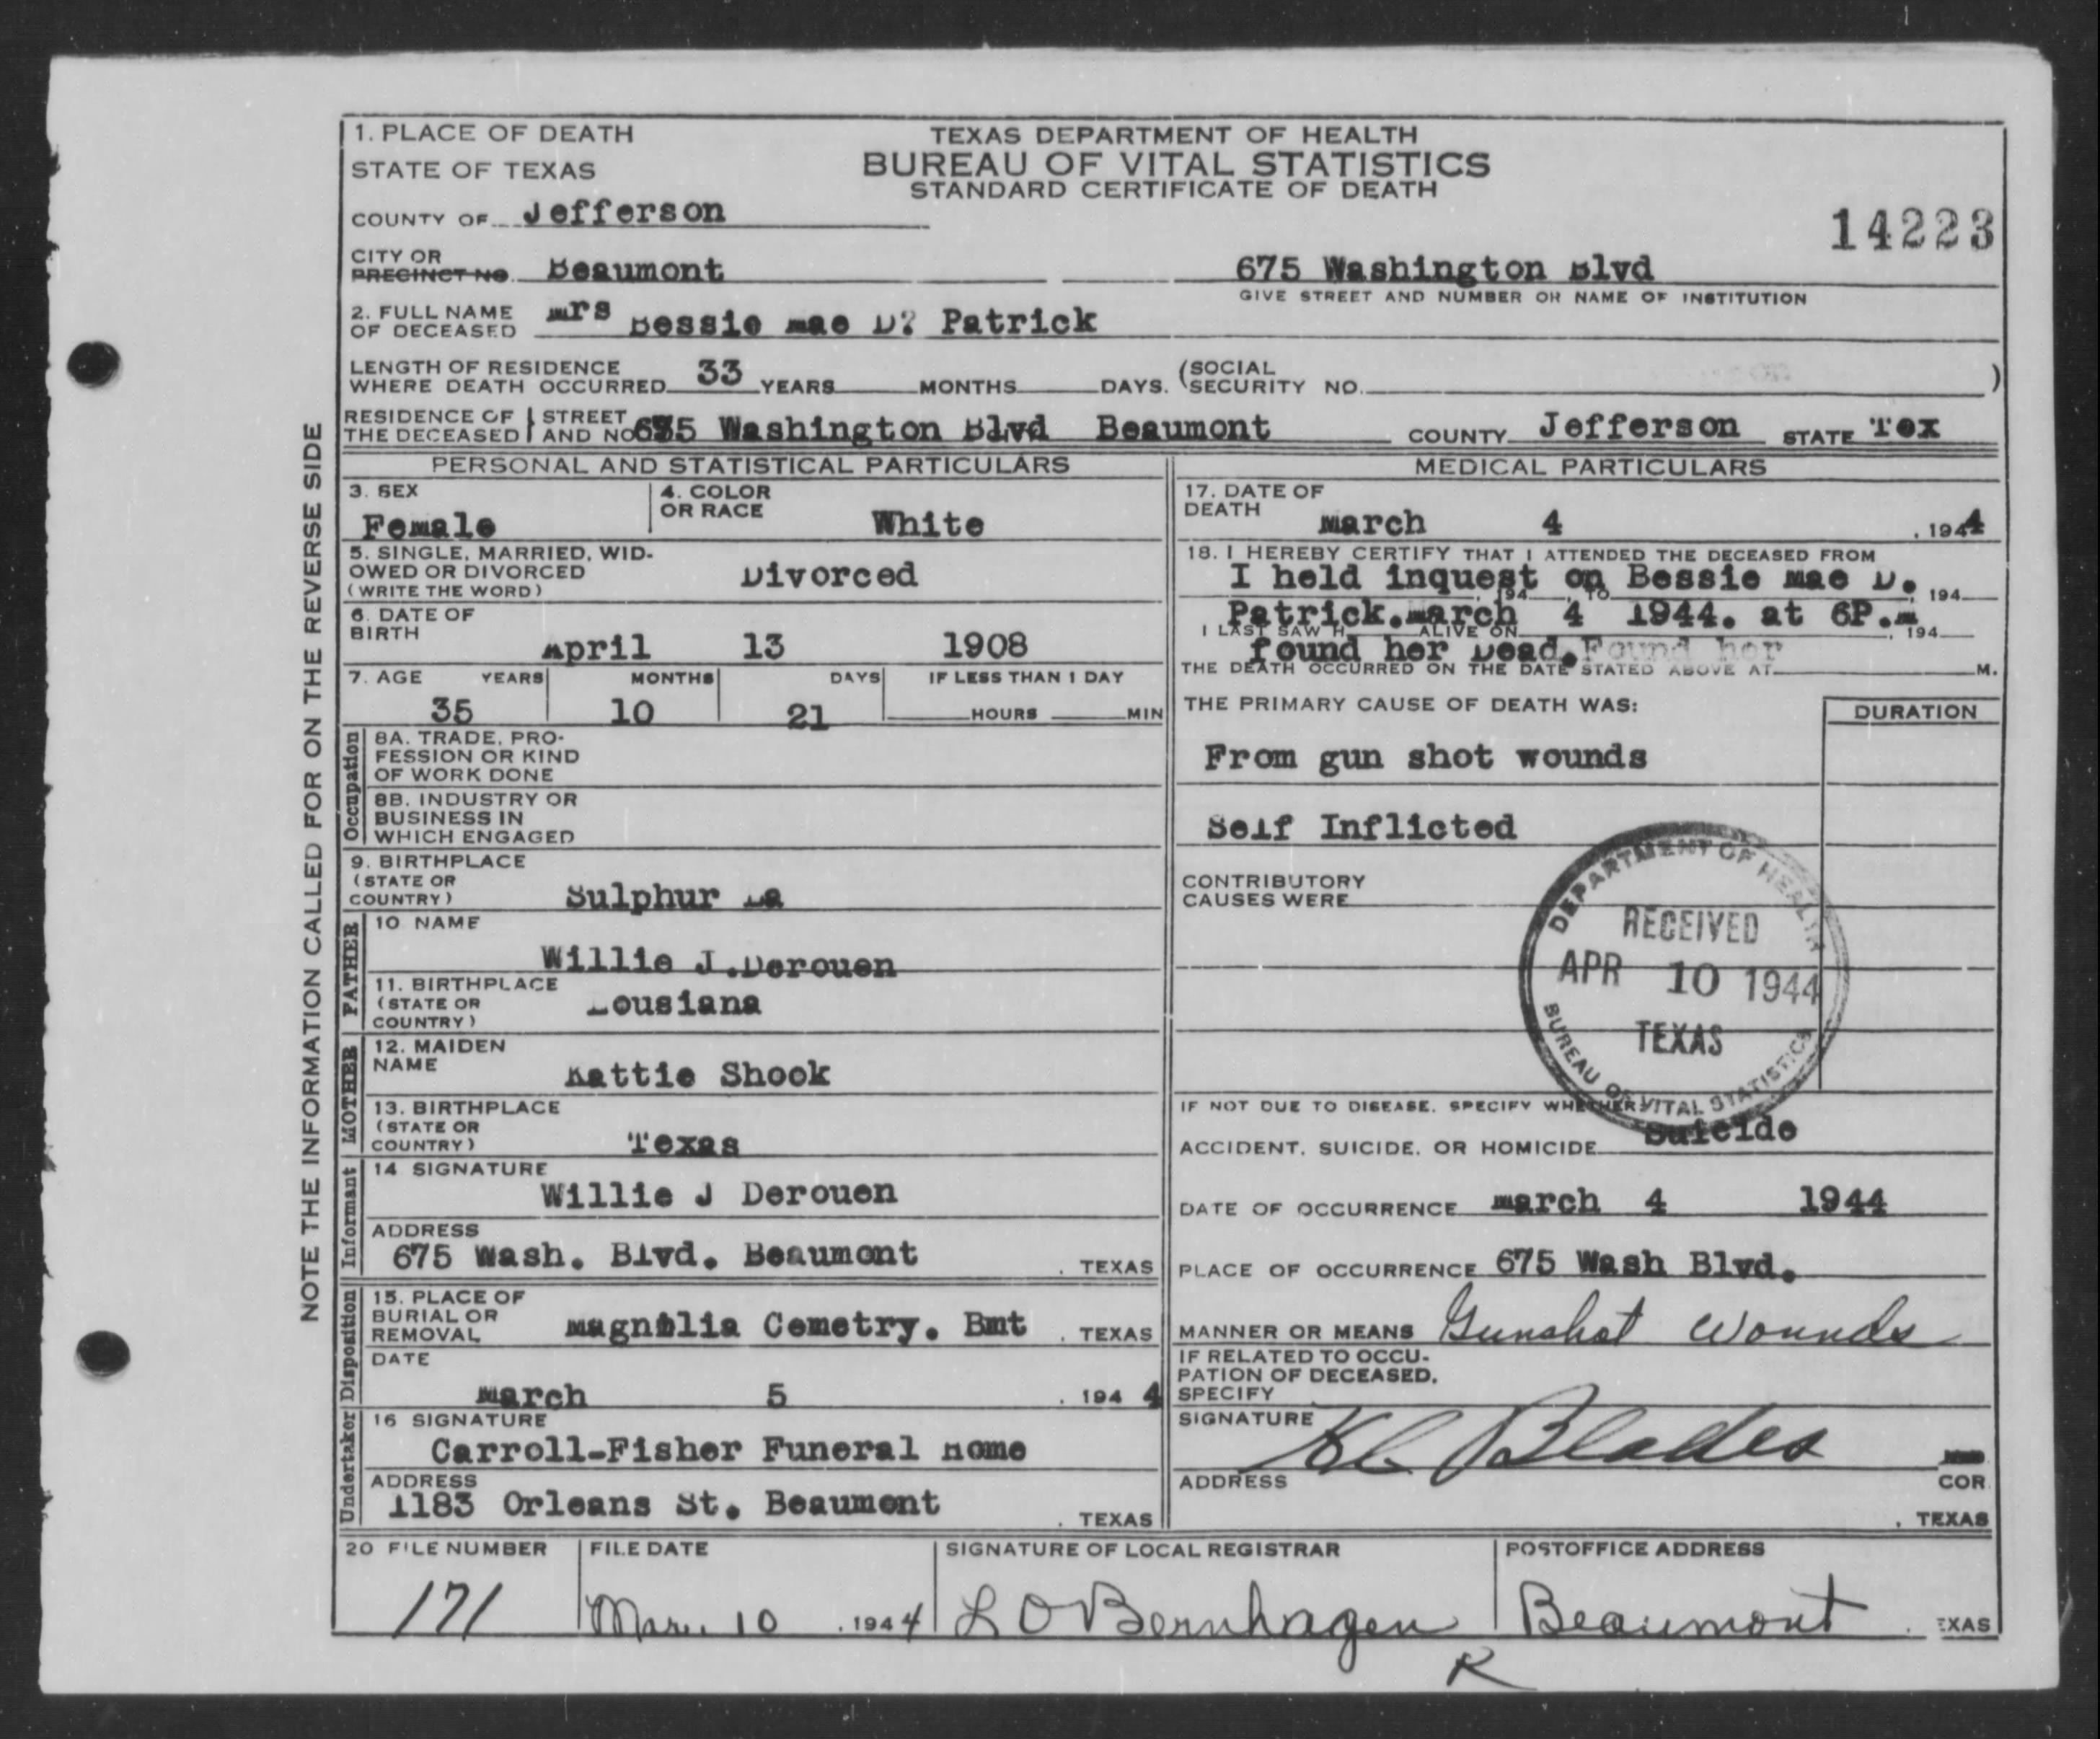 NOTE THE INFORMATION CALLED FOR ON THE REVERSE SIDE
1. PLACE OF DEATH
STATE OF TEXAS
TEXAS DEPARTMENT OF HEALTH
BUREAU OF VITAL STATISTICS
STANDARD CERTIFICATE OF DEATH
COUNTY OF Jefferson
14223
CITY OR PRECINCT NO. Beaumont 675 Washington Blvd
GIVE STREET AND NUMBER OR NAME OF INSTITUTION
2. FULL NAME OF DECEASED mrs Bessie mae D? Patrick
LENGTH OF RESIDENCE WHERE DEATH OCCURRED 33 YEARS MONTHS DAYS. (SOCIAL SECURITY NO. )
RESIDENCE OF THE DECEASED STREET AND NO 675 Washington Blvd Beaumont COUNTY Jefferson STATE Tex
PERSONAL AND STATISTICAL PARTICULARS
3. SEX Female
4. COLOR OR RACE White
5. SINGLE, MARRIED, WIDOWED OR DIVORCED (WRITE THE WORD) Divorced
6. DATE OF BIRTH April 13 1908
7. AGE YEARS MONTHS DAYS IF LESS THAN 1 DAY
35 10 21 HOURS MIN
Occupation
8A. TRADE, PROFESSION OR KIND OF WORK DONE
8B. INDUSTRY OR BUSINESS IN WHICH ENGAGED
9. BIRTHPLACE (STATE OR COUNTRY) Sulphur La
FATHER
10 NAME Willie J.Derouen
11. BIRTHPLACE (STATE OR COUNTRY) Lousiana
MOTHER
12. MAIDEN NAME Kattie Shook
13. BIRTHPLACE (STATE OR COUNTRY) Texas
Informant
14 SIGNATURE Willie J Derouen
ADDRESS 675 Wash. Blvd. Beaumont . TEXAS
Disposition
15. PLACE OF BURIAL OR REMOVAL magnolia Cemetry. Bmt . TEXAS
DATE march 5 . 194 4
Undertaker
16 SIGNATURE Carroll-Fisher Funeral Home
ADDRESS 1183 Orleans St. Beaumont . TEXAS
MEDICAL PARTICULARS
17. DATE OF DEATH march 4 , 1944
18. I HEREBY CERTIFY THAT I ATTENDED THE DECEASED FROM
I held inquest on Bessie mae D.
, 194 , TO , 194
Patrick.march 4 1944. at 6P.m
I LAST SAW H ALIVE ON , 194
found her Dead. Found her
THE DEATH OCCURRED ON THE DATE STATED ABOVE AT M.
THE PRIMARY CAUSE OF DEATH WAS: DURATION
From gun shot wounds
Self Inflicted
CONTRIBUTORY CAUSES WERE
DEPARTMENT OF HEALTH
RECEIVED
APR 10 1944
TEXAS
BUREAU OF VITAL STATISTICS
IF NOT DUE TO DISEASE, SPECIFY WHETHER
ACCIDENT, SUICIDE, OR HOMICIDE Suicide
DATE OF OCCURRENCE march 4 1944
PLACE OF OCCURRENCE 675 Wash Blvd.
MANNER OR MEANS Gunshot Wounds
IF RELATED TO OCCUPATION OF DECEASED, SPECIFY
SIGNATURE Blades
COR.
ADDRESS . TEXAS
20 FILE NUMBER FILE DATE SIGNATURE OF LOCAL REGISTRAR POSTOFFICE ADDRESS
171 Mar. 10 . 1944 L O Bernhagen Beaumont . EXAS
R